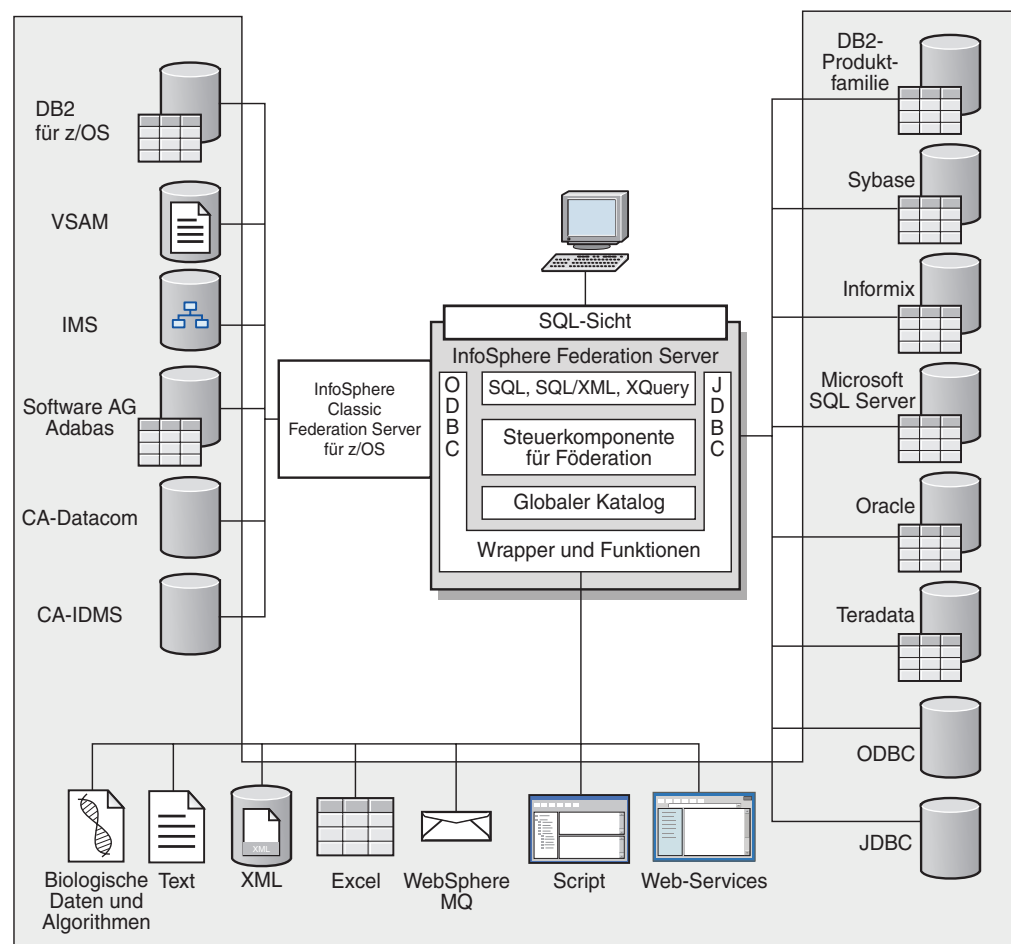 DB2
für z/OS
VSAM
IMS
Software AG
Adabas
CA-Datacom
CA-IDMS
InfoSphere
Classic
Federation Server
für z/OS
SQL-Sicht
InfoSphere Federation Server
ODBC
SQL, SQL/XML, XQuery
Steuerkomponente
für Föderation
Globaler Katalog
JDBC
Wrapper und Funktionen
DB2-
Produkt-
familie
Sybase
Informix
Microsoft
SQL Server
Oracle
Teradata
ODBC
JDBC
Biologische
Daten und
Algorithmen
Text
XML
XML
Excel
WebSphere
MQ
Script
Web-Services